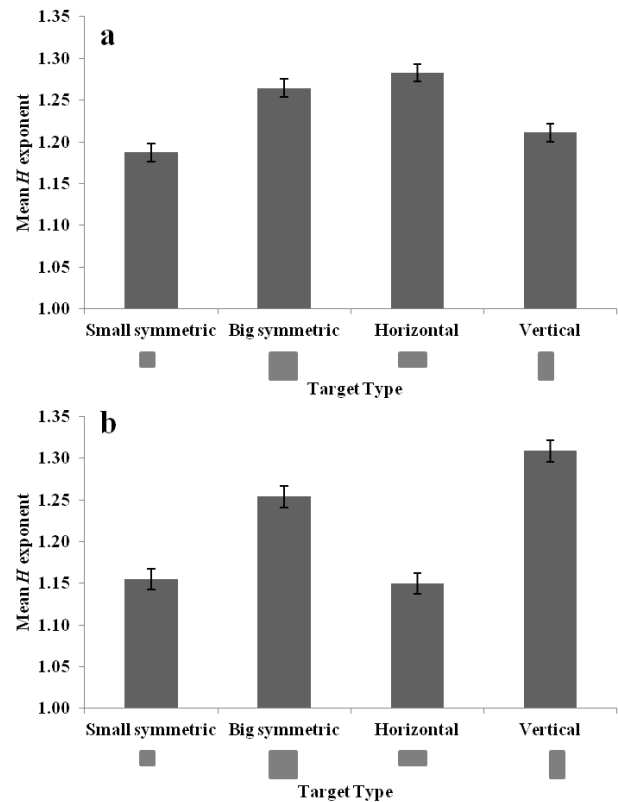 a
1.35
1.30
1.25
1.20
1.15
1.10
1.05
1.00
Mean H exponent
Small symmetric Big symmetric Horizontal Vertical
Target Type
b
1.35
1.30
1.25
1.20
1.15
1.10
1.05
1.00
Mean H exponent
Small symmetric Big symmetric Horizontal Vertical
Target Type